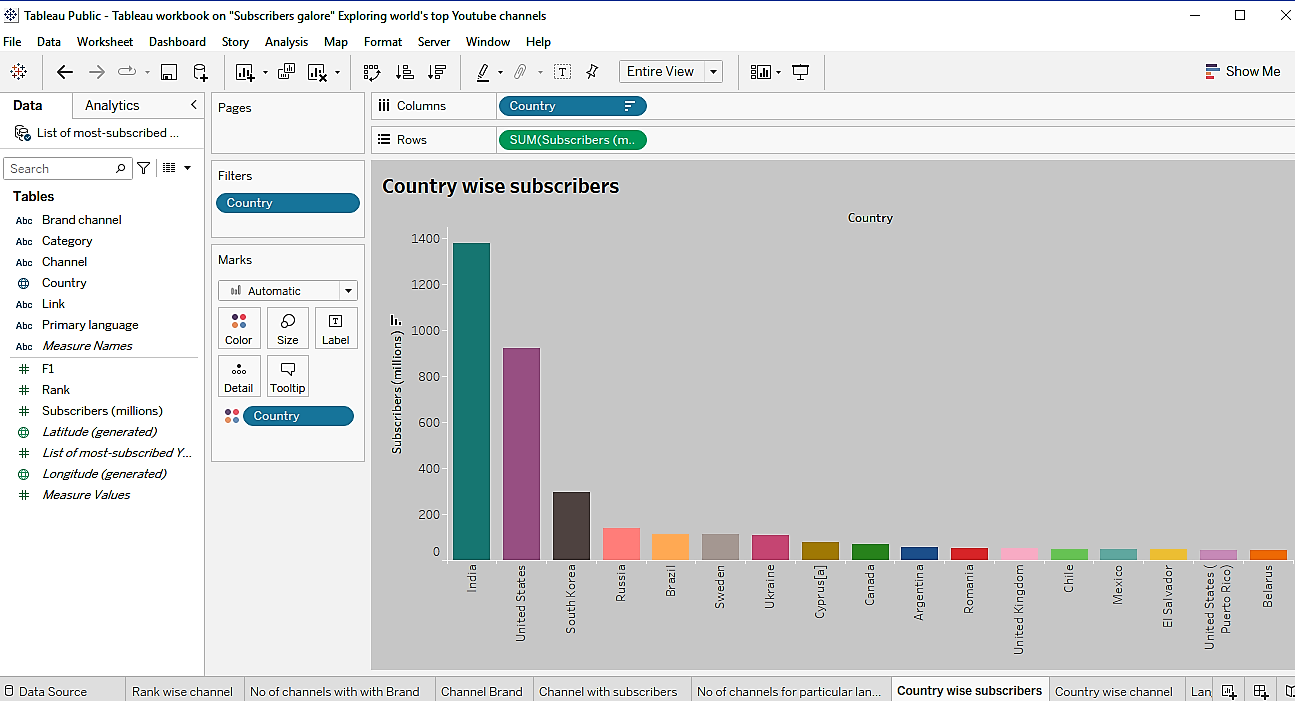 Tableau Public - Tableau workbook on "Subscribers galore" Exploring world's top Youtube channels
File Data Worksheet Dashboard Story Analysis Map Format Server Window Help
Entire View
Show Me
Data Analytics
List of most-subscribed ...
Search
Tables
Abc Brand channel
Abc Category
Abc Channel
Country
Abc Link
Abc Primary language
Abc Measure Names
F1
Rank
Subscribers (millions)
Latitude (generated)
List of most-subscribed Y...
Longitude (generated)
Measure Values
Pages
Filters
Country
Marks
Automatic
Color Size Label
Detail Tooltip
Country
Columns Country
Rows SUM(Subscribers (m..
Country wise subscribers
Country
Subscribers (millions)
1400
1200
1000
800
600
400
200
0
India
United States
South Korea
Russia
Brazil
Sweden
Ukraine
Cyprus[a]
Canada
Argentina
Romania
United Kingdom
Chile
Mexico
El Salvador
United States (
Puerto Rico)
Belarus
Data Source Rank wise channel No of channels with with Brand Channel Brand Channel with subscribers No of channels for particular lan... Country wise subscribers Country wise channel Lan